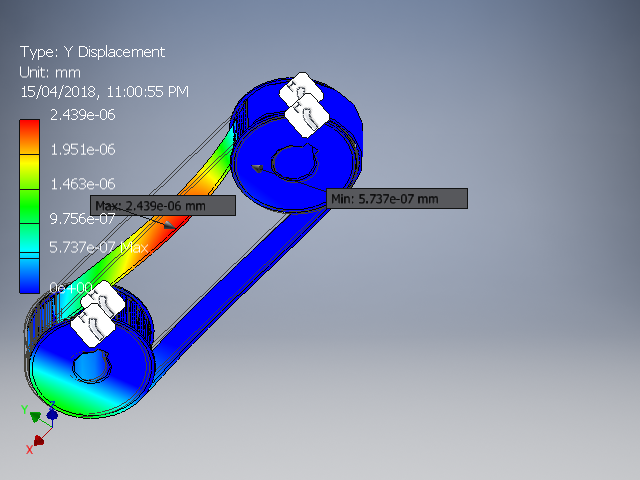 Type: Y Displacement
Unit: mm
15/04/2018, 11:00:55 PM
2.439e-06
1.951e-06
1.463e-06
9.756e-07
5.737e-07 Max
0e+00
Max: 2.439e-06 mm
Min: 5.737e-07 mm
Y
Z
X